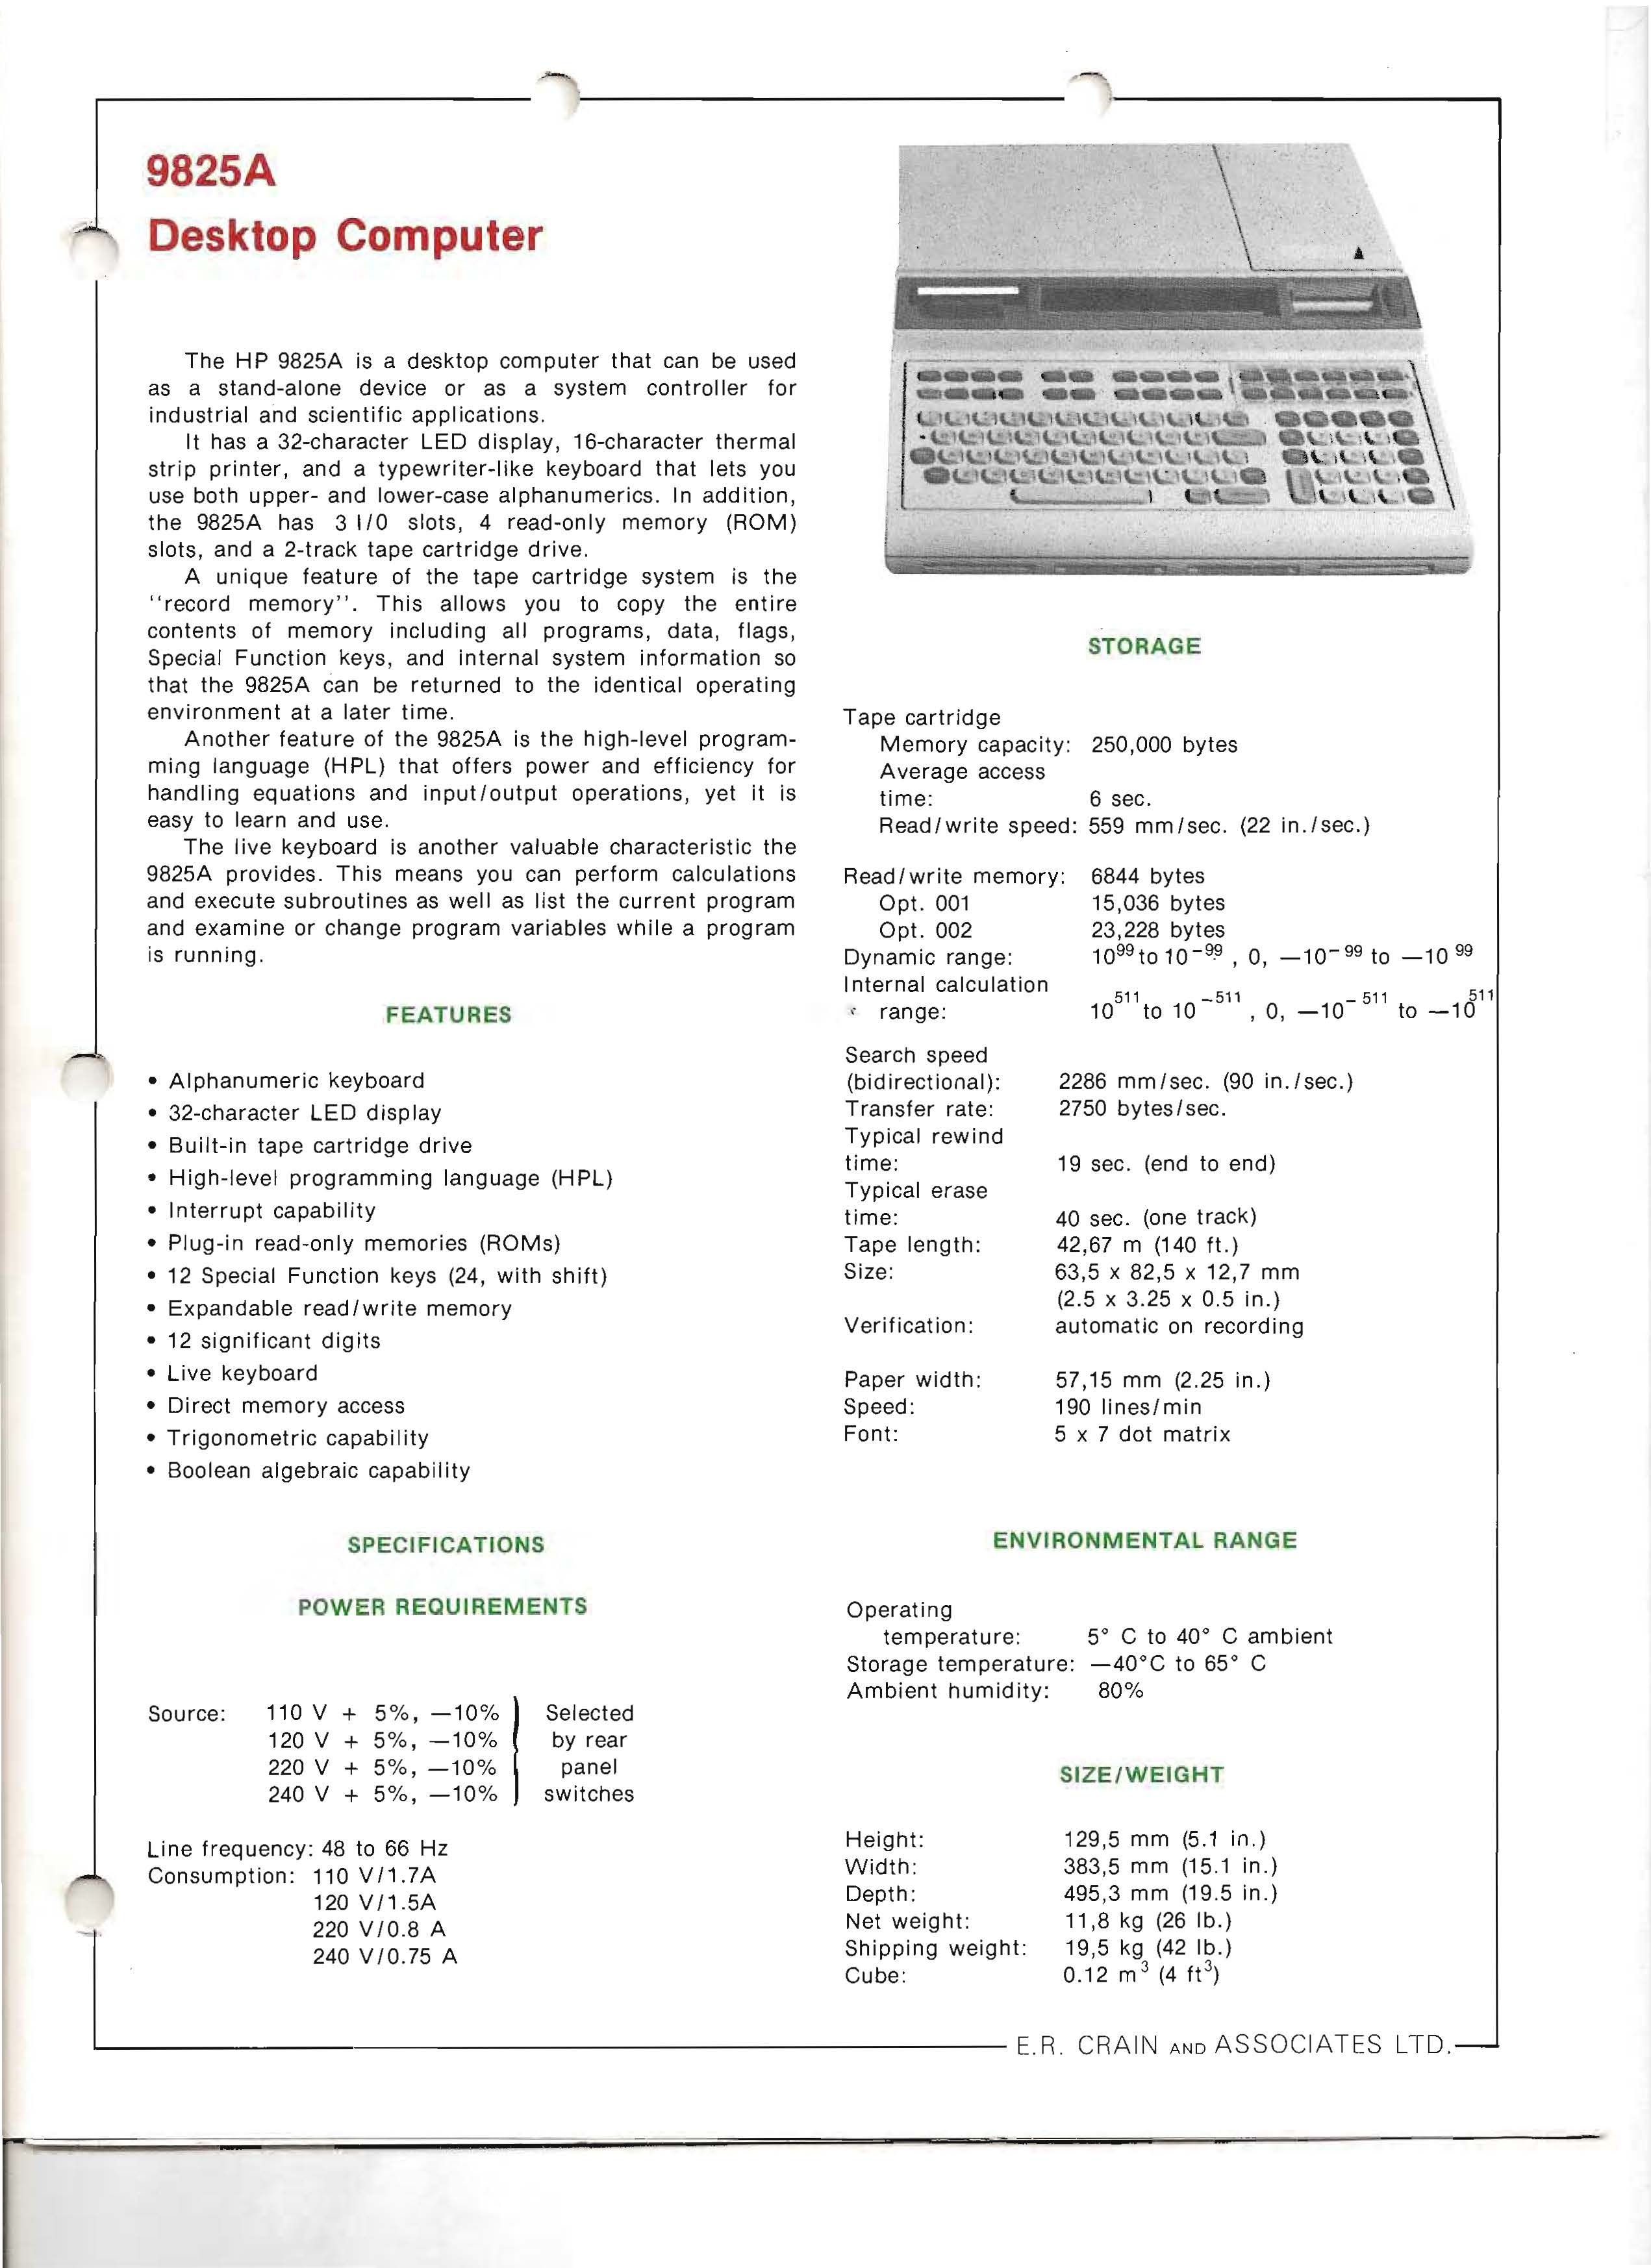 9825A
Desktop Computer
The HP 9825A is a desktop computer that can be used
as a stand-alone device or as a system controller for
industrial and scientific applications.
It has a 32-character LED display, 16-character thermal
strip printer, and a typewriter-like keyboard that lets you
use both upper- and lower-case alphanumerics. In addition,
the 9825A has 3 I/0 slots, 4 read-only memory (ROM)
slots, and a 2-track tape cartridge drive.
A unique feature of the tape cartridge system is the
‘‘record memory’’. This allows you to copy the entire
contents of memory including all programs, data, flags,
Special Function keys, and internal system information so
that the 9825A can be returned to the identical operating
environment at a later time.
Another feature of the 9825A is the high-level program-
ming language (HPL) that offers power and efficiency for
handling equations and input/output operations, yet it is
easy to learn and use.
The live keyboard is another valuable characteristic the
9825A provides. This means you can perform calculations
and execute subroutines as well as list the current program
and examine or change program variables while a program
is running.
FEATURES
• Alphanumeric keyboard
• 32-character LED display
• Built-in tape cartridge drive
• High-level programming language (HPL)
• Interrupt capability
• Plug-in read-only memories (ROMs)
• 12 Special Function keys (24, with shift)
• Expandable read/write memory
• 12 significant digits
• Live keyboard
• Direct memory access
• Trigonometric capability
• Boolean algebraic capability
SPECIFICATIONS
POWER REQUIREMENTS
Source: 110 V + 5%, —10% Selected
120 V + 5%, —10% by rear
220 V + 5%, —10% panel
240 V + 5%, —10% switches
Line frequency: 48 to 66 Hz
Consumption: 110 V/1.7A
120 V/1.5A
220 V/0.8 A
240 V/0.75 A
STORAGE
Tape cartridge
Memory capacity: 250,000 bytes
Average access
time: 6 sec.
Read/write speed: 559 mm/sec. (22 in./sec.)
Read/write memory: 6844 bytes
Opt. 001 15,036 bytes
Opt. 002 23,228 bytes
Dynamic range: 10⁹⁹ to 10⁻⁹⁹ , 0, —10⁻⁹⁹ to —10⁹⁹
Internal calculation
range: 10⁵¹¹ to 10⁻⁵¹¹ , 0, —10⁻⁵¹¹ to —10⁵¹¹
Search speed
(bidirectional): 2286 mm/sec. (90 in./sec.)
Transfer rate: 2750 bytes/sec.
Typical rewind
time: 19 sec. (end to end)
Typical erase
time: 40 sec. (one track)
Tape length: 42,67 m (140 ft.)
Size: 63,5 x 82,5 x 12,7 mm
(2.5 x 3.25 x 0.5 in.)
Verification: automatic on recording
Paper width: 57,15 mm (2.25 in.)
Speed: 190 lines/min
Font: 5 x 7 dot matrix
ENVIRONMENTAL RANGE
Operating
temperature: 5° C to 40° C ambient
Storage temperature: —40°C to 65° C
Ambient humidity: 80%
SIZE/WEIGHT
Height: 129,5 mm (5.1 in.)
Width: 383,5 mm (15.1 in.)
Depth: 495,3 mm (19.5 in.)
Net weight: 11,8 kg (26 lb.)
Shipping weight: 19,5 kg (42 lb.)
Cube: 0.12 m³ (4 ft³)
E.R. CRAIN AND ASSOCIATES LTD.